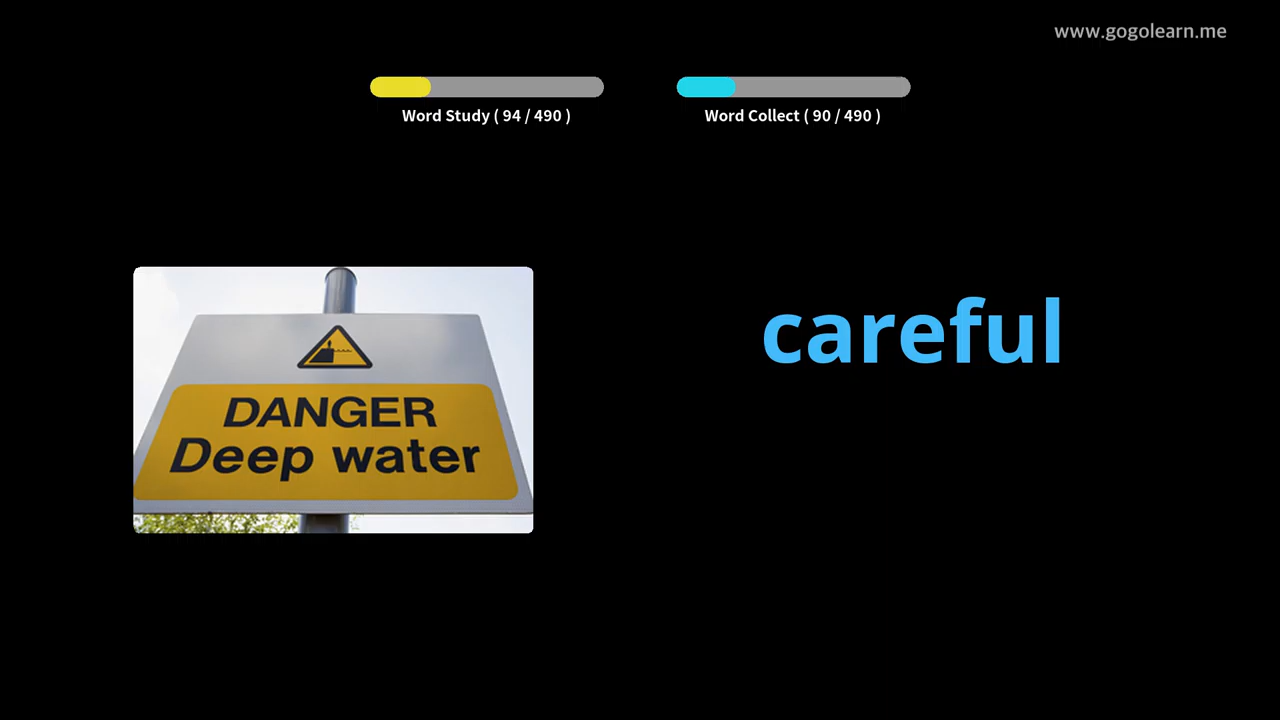 www.gogolearn.me
Word Study ( 94 / 490 )
Word Collect ( 90 / 490 )
DANGER
Deep water
careful